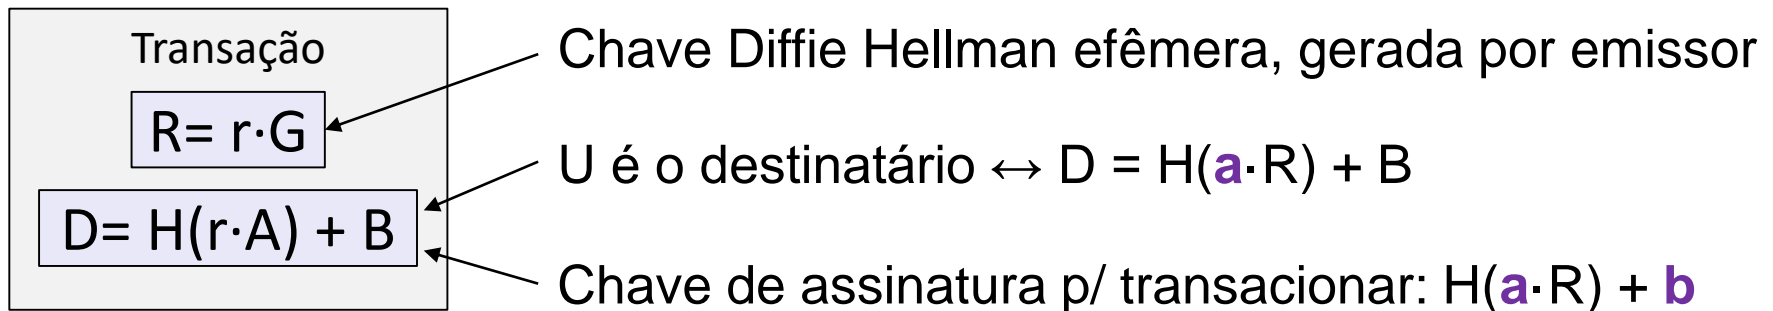 Transação
R= r·G
D= H(r·A) + B
Chave Diffie Hellman efêmera, gerada por emissor
U é o destinatário ↔ D = H(a·R) + B
Chave de assinatura p/ transacionar: H(a·R) + b